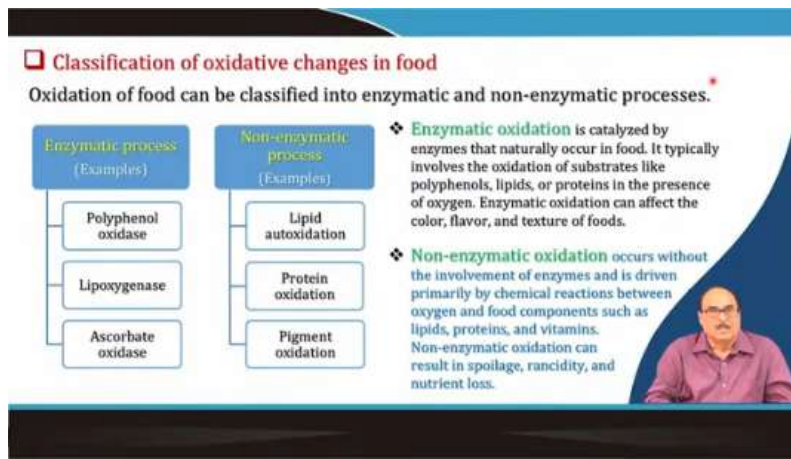 Classification of oxidative changes in food
Oxidation of food can be classified into enzymatic and non-enzymatic processes.
Enzymatic process
(Examples)
Polyphenol
oxidase
Lipoxygenase
Ascorbate
oxidase
Non-enzymatic
process
(Examples)
Lipid
autoxidation
Protein
oxidation
Pigment
oxidation
❖ Enzymatic oxidation is catalyzed by
enzymes that naturally occur in food. It typically
involves the oxidation of substrates like
polyphenols, lipids, or proteins in the presence
of oxygen. Enzymatic oxidation can affect the
color, flavor, and texture of foods.
❖ Non-enzymatic oxidation occurs without
the involvement of enzymes and is driven
primarily by chemical reactions between
oxygen and food components such as
lipids, proteins, and vitamins.
Non-enzymatic oxidation can
result in spoilage, rancidity, and
nutrient loss.